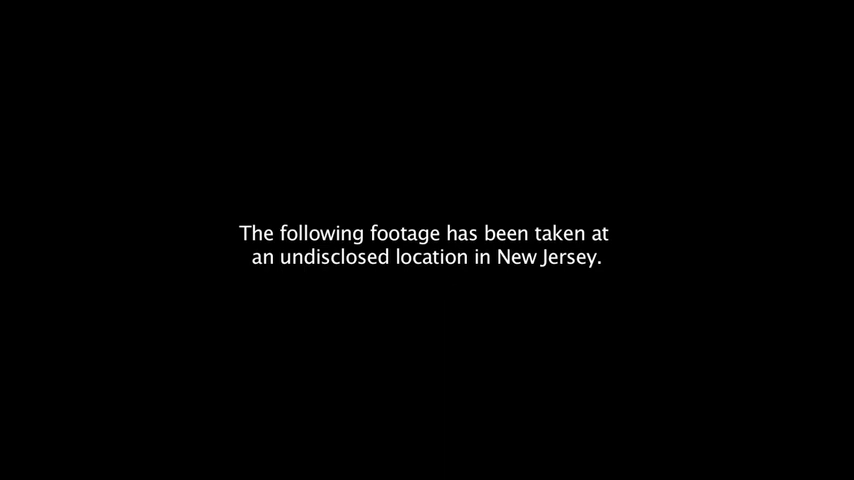 The following footage has been taken at
an undisclosed location in New Jersey.